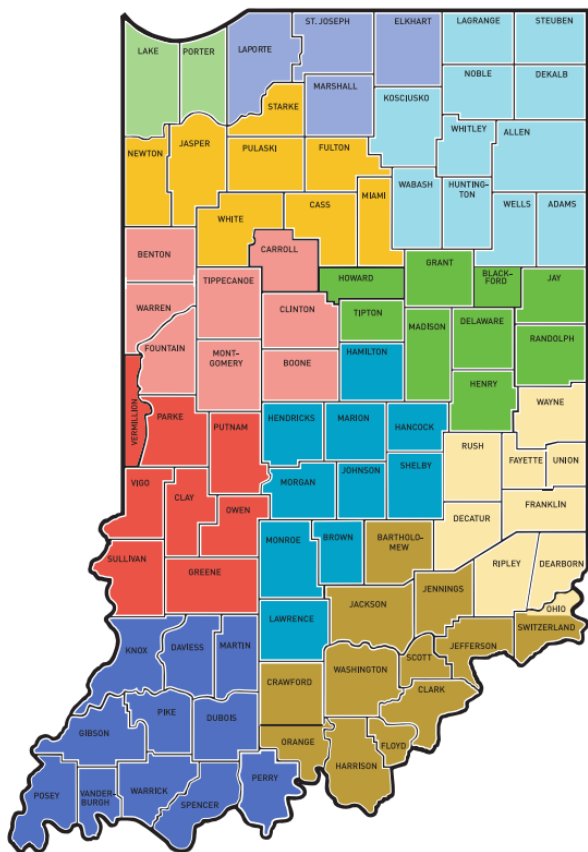 LAKE
PORTER
LAPORTE
ST. JOSEPH
ELKHART
LAGRANGE
STEUBEN
NOBLE
DEKALB
MARSHALL
KOSCIUSKO
STARKE
WHITLEY
ALLEN
NEWTON
JASPER
PULASKI
FULTON
WABASH
HUNTING-
TON
MIAMI
WELLS
ADAMS
WHITE
CASS
CARROLL
BENTON
TIPPECANOE
HOWARD
GRANT
BLACK-
FORD
JAY
WARREN
CLINTON
TIPTON
MADISON
DELAWARE
RANDOLPH
FOUNTAIN
MONT-
GOMERY
BOONE
HAMILTON
HENRY
WAYNE
VERMILLION
PARKE
PUTNAM
HENDRICKS
MARION
HANCOCK
RUSH
FAYETTE
UNION
VIGO
CLAY
OWEN
MORGAN
JOHNSON
SHELBY
FRANKLIN
DECATUR
SULLIVAN
GREENE
MONROE
BROWN
BARTHOLO-
MEW
RIPLEY
DEARBORN
JENNINGS
JACKSON
OHIO
LAWRENCE
SWITZERLAND
KNOX
DAVIESS
MARTIN
JEFFERSON
SCOTT
WASHINGTON
CRAWFORD
CLARK
PIKE
DUBOIS
GIBSON
ORANGE
FLOYD
HARRISON
POSEY
VANDER-
BURGH
WARRICK
SPENCER
PERRY